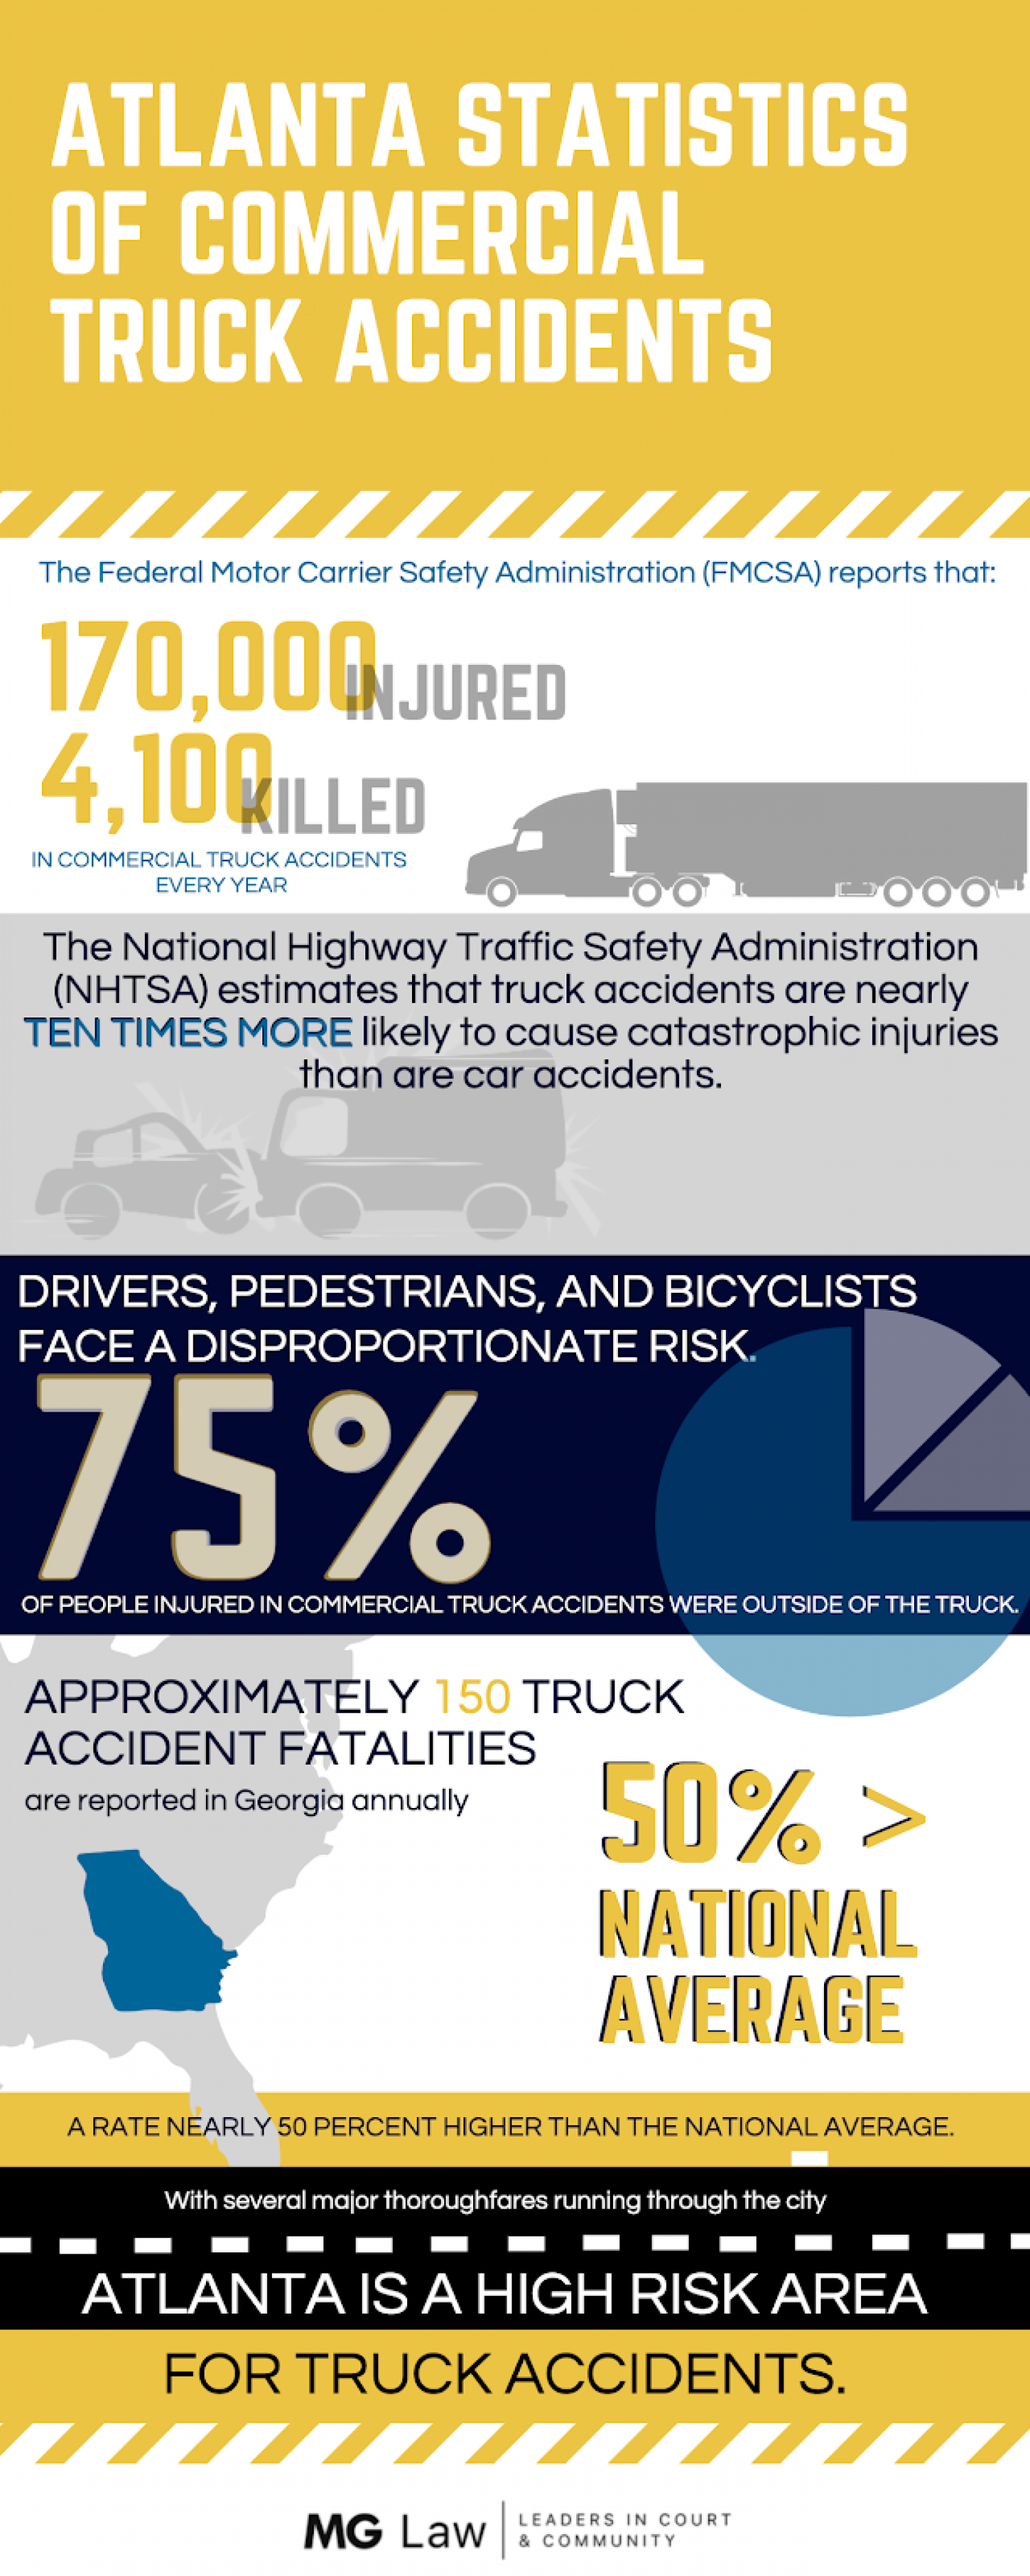 ATLANTA STATISTICS
OF COMMERCIAL
TRUCK ACCIDENTS
The Federal Motor Carrier Safety Administration (FMCSA) reports that:
170,000 INJURED
4,100 KILLED
IN COMMERCIAL TRUCK ACCIDENTS
EVERY YEAR
The National Highway Traffic Safety Administration
(NHTSA) estimates that truck accidents are nearly
TEN TIMES MORE likely to cause catastrophic injuries
than are car accidents.
DRIVERS, PEDESTRIANS, AND BICYCLISTS
FACE A DISPROPORTIONATE RISK.
75%
OF PEOPLE INJURED IN COMMERCIAL TRUCK ACCIDENTS WERE OUTSIDE OF THE TRUCK.
APPROXIMATELY 150 TRUCK
ACCIDENT FATALITIES
are reported in Georgia annually
50% >
NATIONAL
AVERAGE
A RATE NEARLY 50 PERCENT HIGHER THAN THE NATIONAL AVERAGE.
With several major thoroughfares running through the city
ATLANTA IS A HIGH RISK AREA
FOR TRUCK ACCIDENTS.
MG Law
LEADERS IN COURT
& COMMUNITY